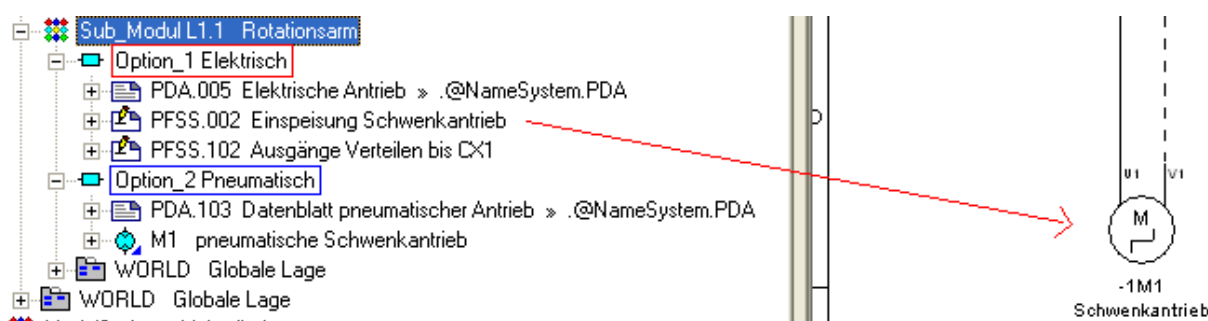 Sub_Modul L1.1 Rotationsarm
Option_1 Elektrisch
PDA.005 Elektrische Antrieb » .@NameSystem.PDA
PFSS.002 Einspeisung Schwenkantrieb
PFSS.102 Ausgänge Verteilen bis CX1
Option_2 Pneumatisch
PDA.103 Datenblatt pneumatischer Antrieb » .@NameSystem.PDA
M1 pneumatische Schwenkantrieb
WORLD Globale Lage
WORLD Globale Lage
U1 V1
M
-1M1
Schwenkantrieb